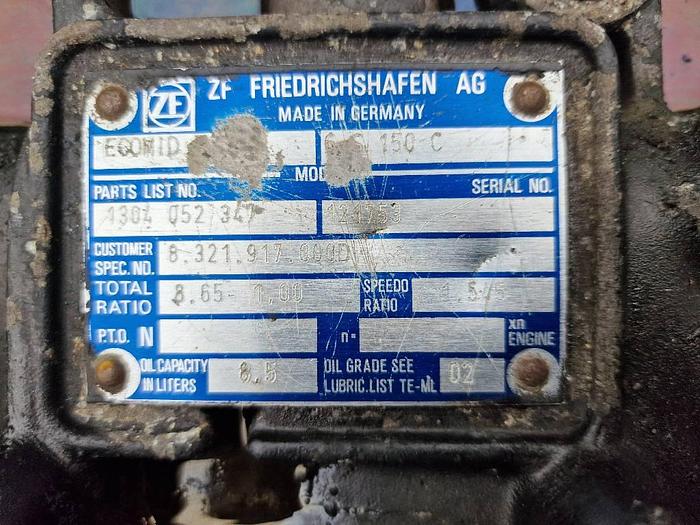 ZF ZF FRIEDRICHSHAFEN AG
MADE IN GERMANY
ECOMID 150 C
PARTS LIST NO. SERIAL NO.
1304 052 347
CUSTOMER SPEC. NO. 8.321.917.000D
TOTAL RATIO 8.65- 1,00 SPEEDO RATIO
P.T.O. N n= xn ENGINE
OIL CAPACITY IN LITERS 8,5 OIL GRADE SEE LUBRIC.LIST TE-ML 02